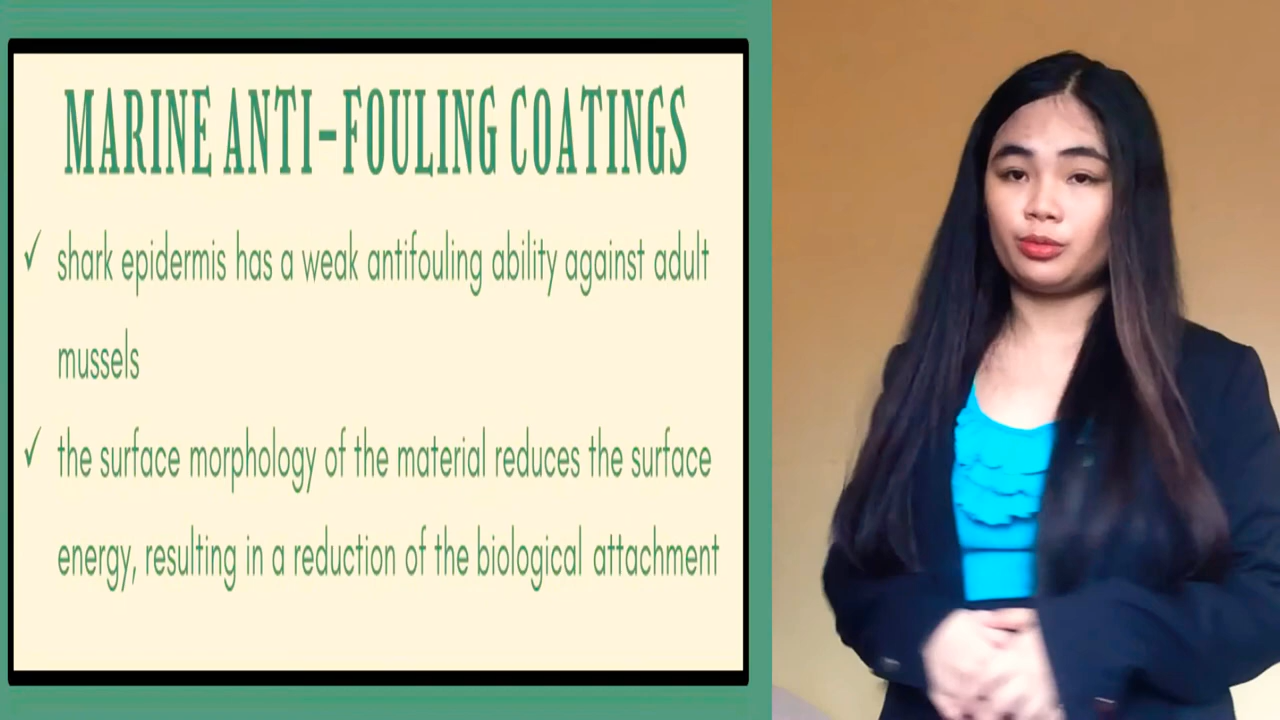 MARINE ANTI-FOULING COATINGS
✓ shark epidermis has a weak antifouling ability against adult
mussels
✓ the surface morphology of the material reduces the surface
energy, resulting in a reduction of the biological attachment